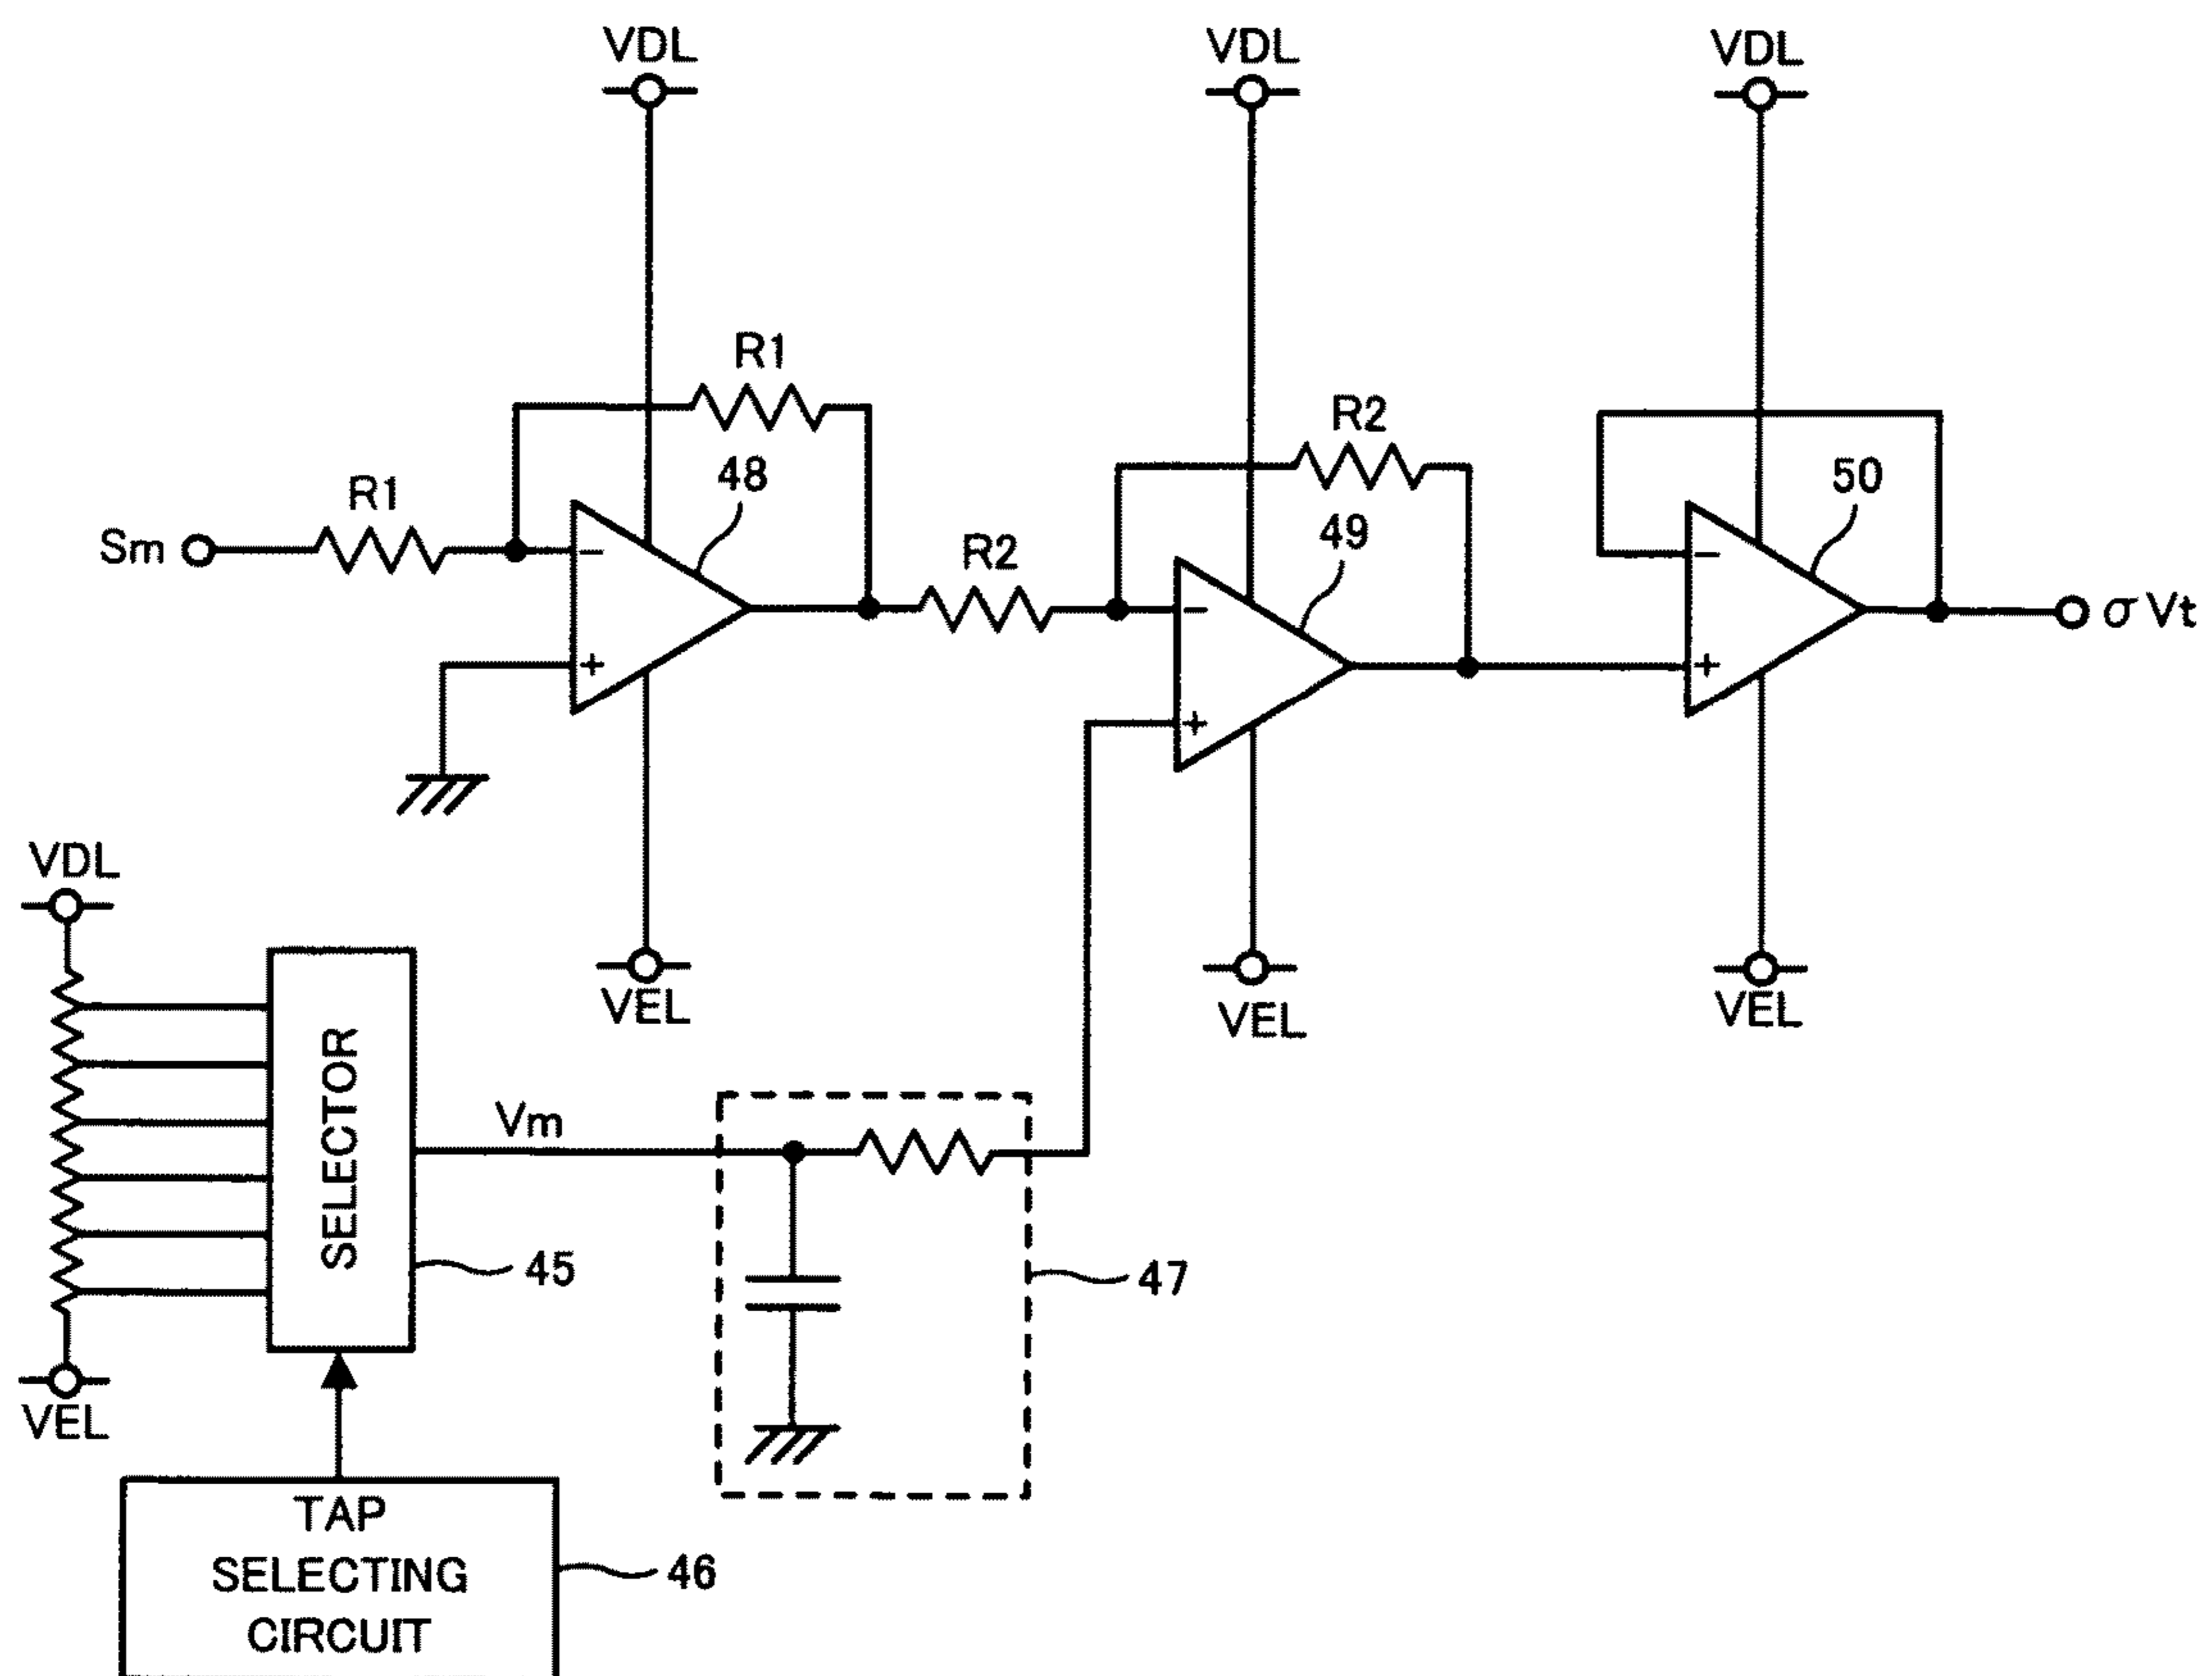 VDL
VDL
VDL
R1
R2
R1
48
50
49
R2
Sm
−
−
−
σVt
+
+
+
VDL
VEL
VEL
VEL
SELECTOR
Vm
45
47
VEL
TAP
SELECTING
CIRCUIT
46